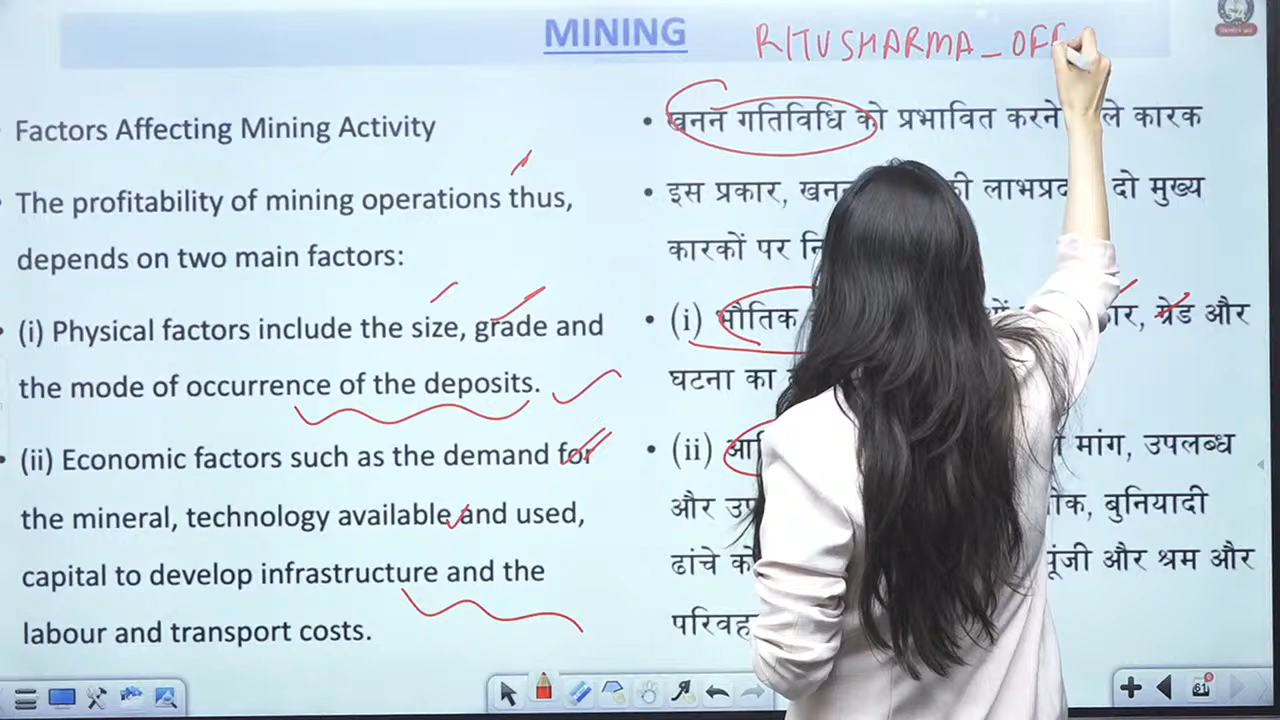 MINING
RITUSHARMA_OFF
Factors Affecting Mining Activity
The profitability of mining operations thus,
depends on two main factors:
(i) Physical factors include the size, grade and
the mode of occurrence of the deposits.
(ii) Economic factors such as the demand for
the mineral, technology available and used,
capital to develop infrastructure and the
labour and transport costs.
• खनन गतिविधि को प्रभावित करने कारक
• इस प्रकार, लाभप्रदता दो मुख्य
कारकों पर
• (i) भौतिक ग्रेड और
घटना का
• (ii) मांग, उपलब्ध
और बुनियादी
ढांचे को पूंजी और श्रम और
61